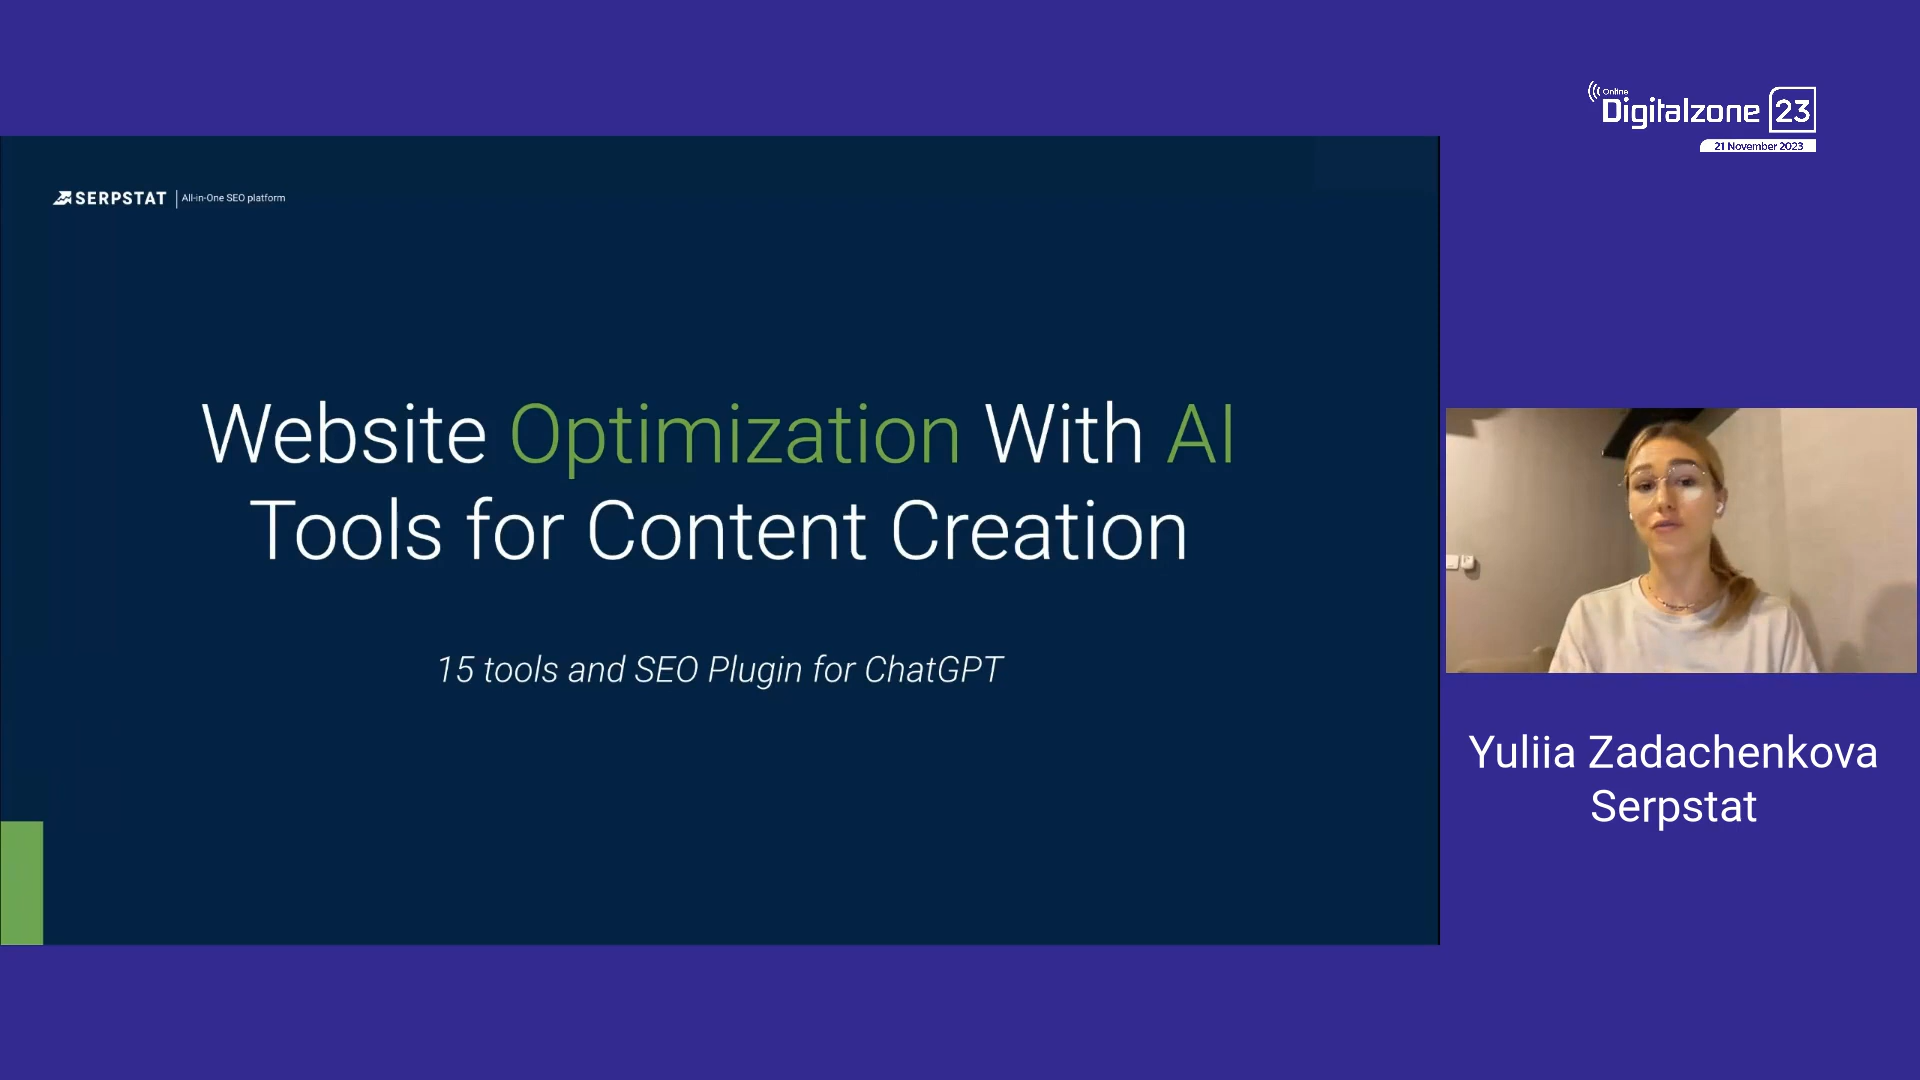 SERPSTAT | All-in-One SEO platform
Website Optimization With AI
Tools for Content Creation
15 tools and SEO Plugin for ChatGPT
Online
Digitalzone 23
21 November 2023
Yuliia Zadachenkova
Serpstat